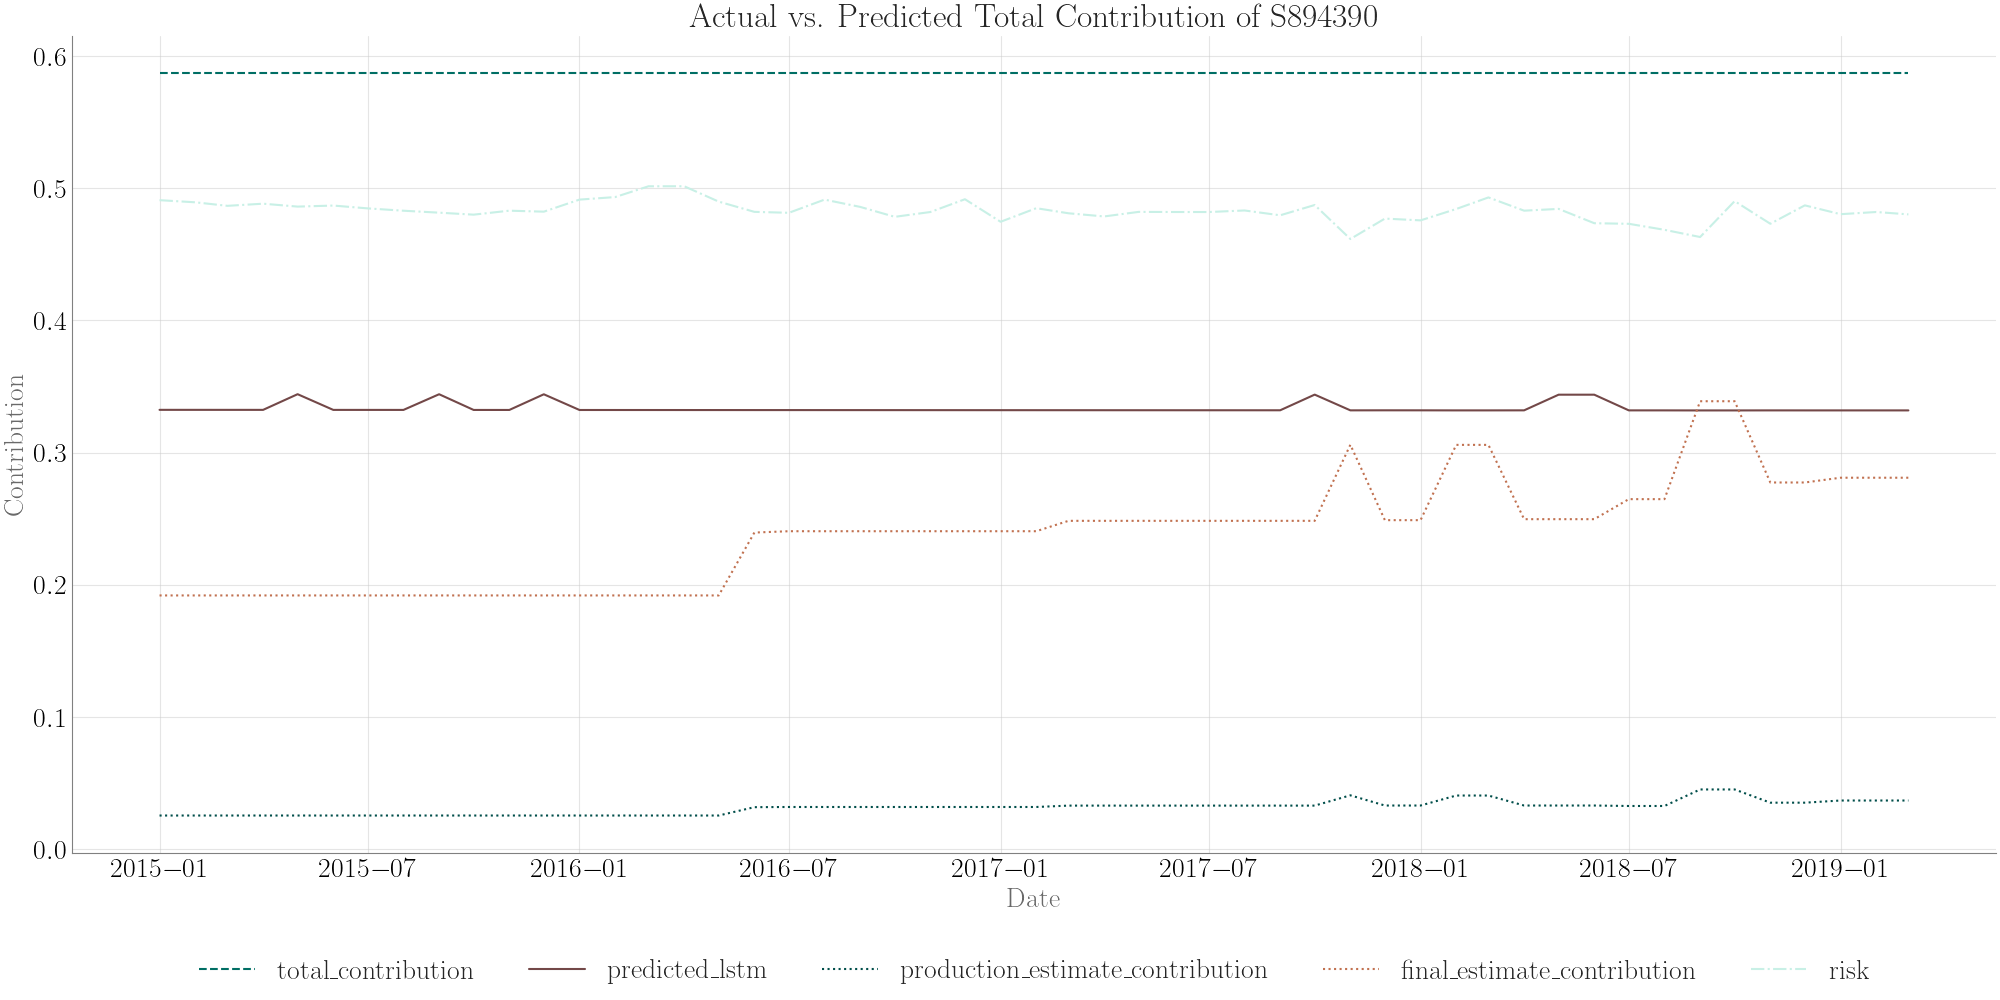 Actual vs. Predicted Total Contribution of S894390
0.6
0.5
0.4
0.3
0.2
0.1
0.0
Contribution
2015−01 2015−07 2016−01 2016−07 2017−01 2017−07 2018−01 2018−07 2019−01
Date
total_contribution predicted_lstm production_estimate_contribution final_estimate_contribution risk